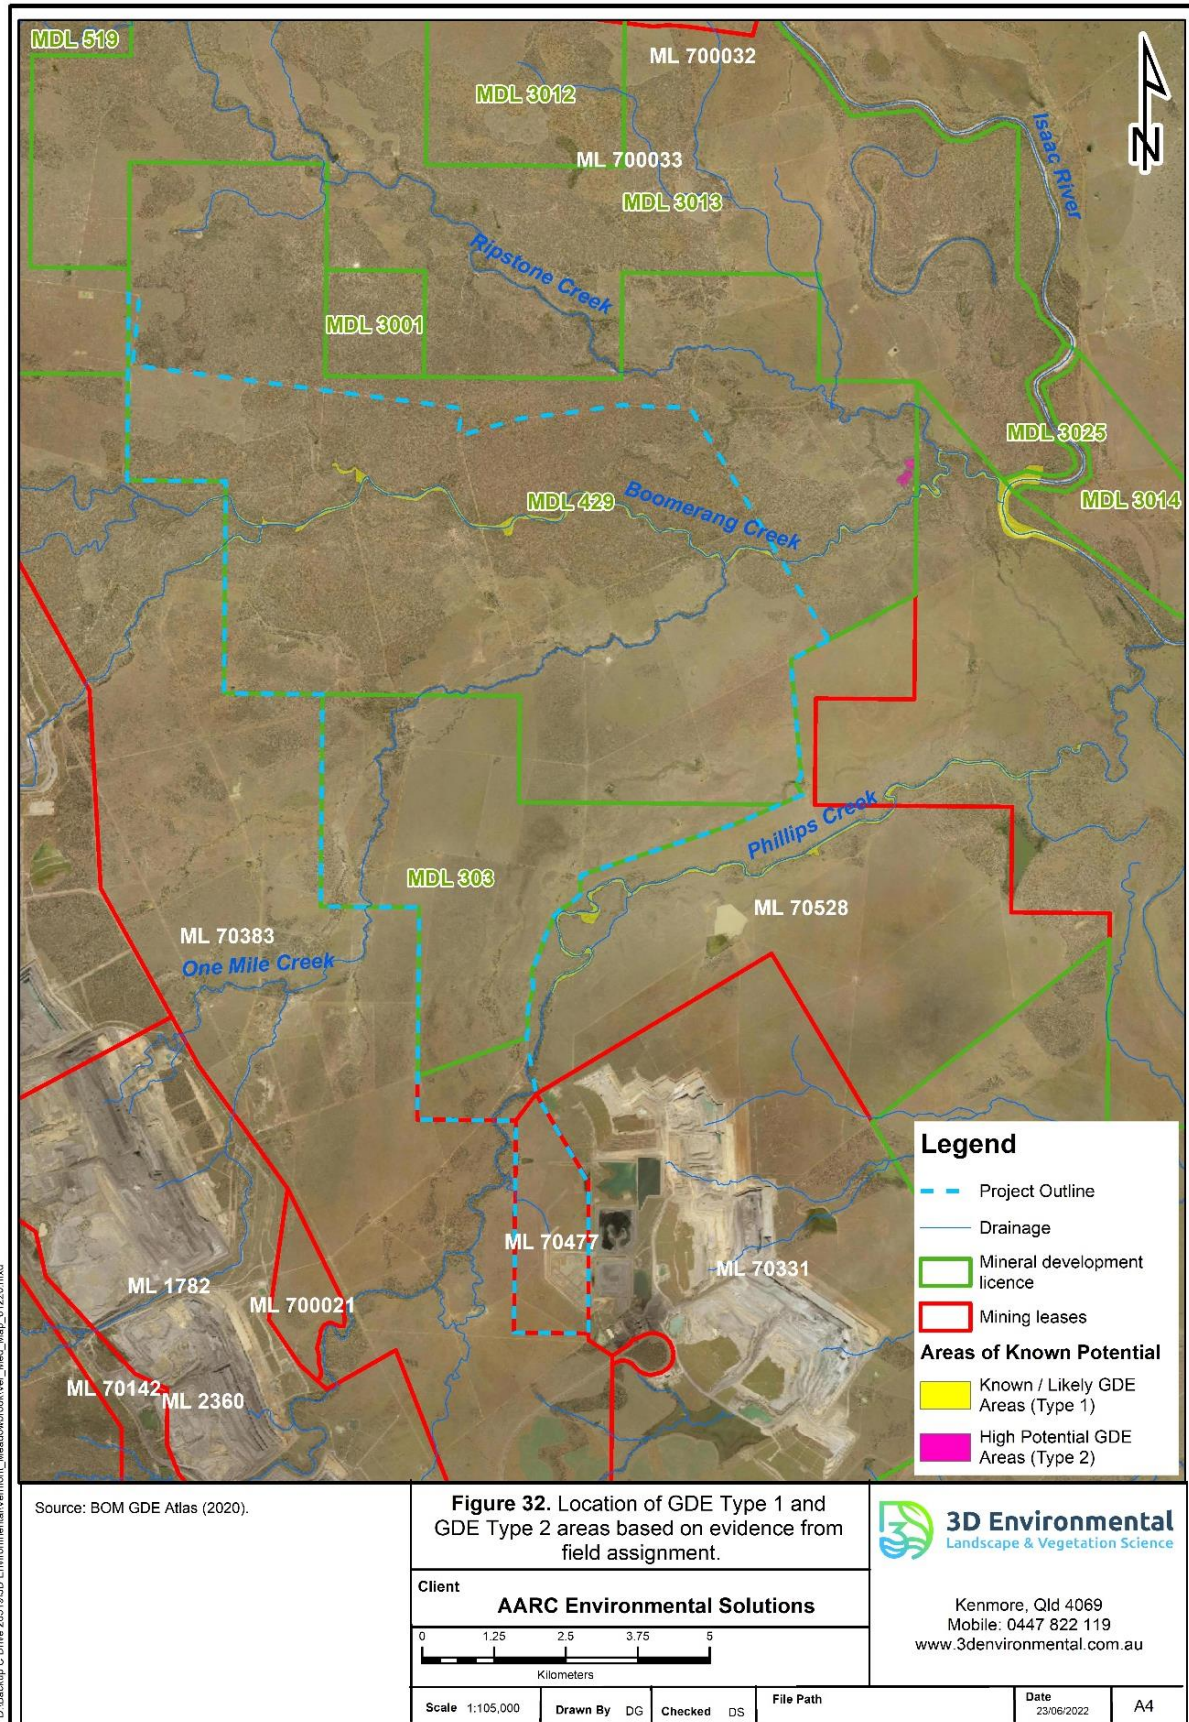 MDL 519
ML 700032
MDL 3012
N
Isaac River
ML 700033
MDL 3013
Ripstone Creek
MDL 3001
MDL 3025
MDL 429
Boomerang Creek
MDL 3014
Phillips Creek
MDL 303
ML 70528
ML 70383
One Mile Creek
ML 70477
ML 70331
ML 1782
ML 700021
ML 70142
ML 2360
Legend
Project Outline
Drainage
Mineral development
licence
Mining leases
Areas of Known Potential
Known / Likely GDE
Areas (Type 1)
High Potential GDE
Areas (Type 2)
Source: BOM GDE Atlas (2020).
Figure 32. Location of GDE Type 1 and
GDE Type 2 areas based on evidence from
field assignment.
Client
AARC Environmental Solutions
0 1.25 2.5 3.75 5
Kilometers
Scale 1:105,000
Drawn By DG
Checked DS
File Path
3D Environmental
Landscape & Vegetation Science
Kenmore, Qld 4069
Mobile: 0447 822 119
www.3denvironmental.com.au
Date
23/06/2022
A4